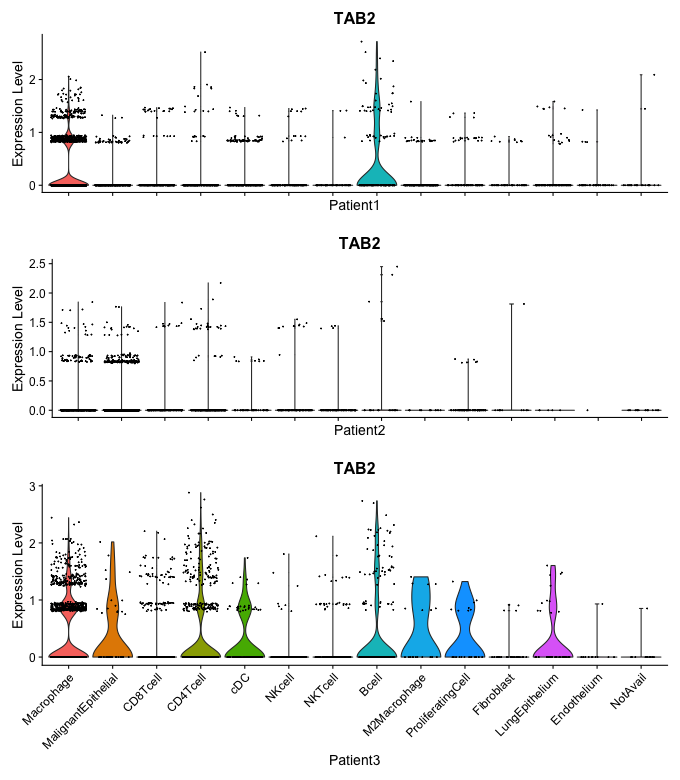 TAB2
Expression Level
2
1
0
Patient1
TAB2
Expression Level
2.5
2.0
1.5
1.0
0.5
0.0
Patient2
TAB2
Expression Level
3
2
1
0
Macrophage
MalignantEpithelial
CD8Tcell
CD4Tcell
cDC
NKcell
NKTcell
Bcell
M2Macrophage
ProliferatingCell
Fibroblast
LungEpithelium
Endothelium
NotAvail
Patient3